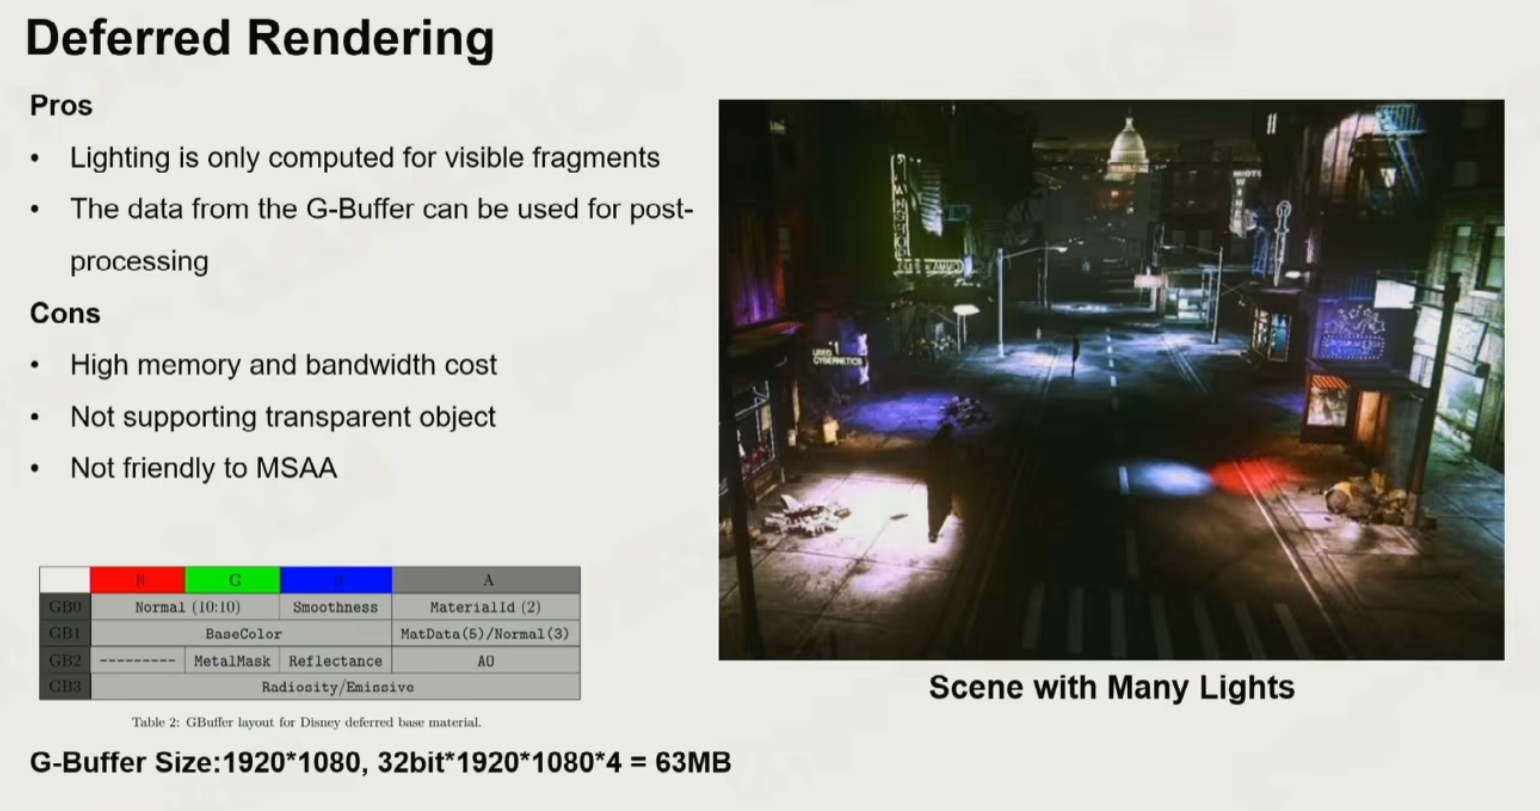 Deferred Rendering
Pros
• Lighting is only computed for visible fragments
• The data from the G-Buffer can be used for post-
processing
Cons
• High memory and bandwidth cost
• Not supporting transparent object
• Not friendly to MSAA
R G B A
GB0 Normal (10:10) Smoothness MaterialId (2)
GB1 BaseColor MatData(5)/Normal(3)
GB2 --------- MetalMask Reflectance AO
GB3 Radiosity/Emissive
Table 2: GBuffer layout for Disney deferred base material.
G-Buffer Size:1920*1080, 32bit*1920*1080*4 = 63MB
USED
CYBERNETICS
Scene with Many Lights